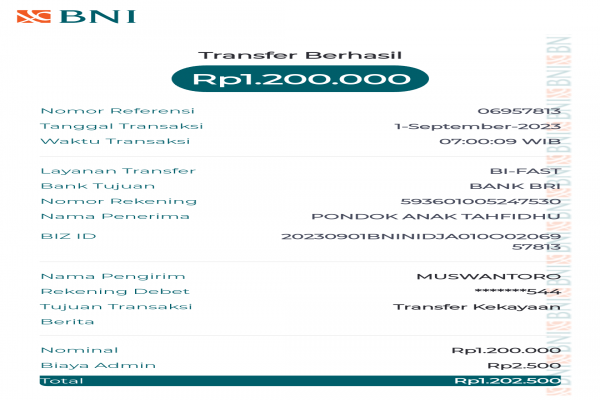 BNI
Transfer Berhasil
Rp1.200.000
Nomor Referensi 06957813
Tanggal Transaksi 1-September-2023
Waktu Transaksi 07:00:09 WIB
Layanan Transfer BI-FAST
Bank Tujuan BANK BRI
Nomor Rekening 593601005247530
Nama Penerima PONDOK ANAK TAHFIDHU
BIZ ID 20230901BNINIDJA010O02069
57813
Nama Pengirim MUSWANTORO
Rekening Debet *******544
Tujuan Transaksi Transfer Kekayaan
Berita
Nominal Rp1.200.000
Biaya Admin Rp2.500
Total Rp1.202.500